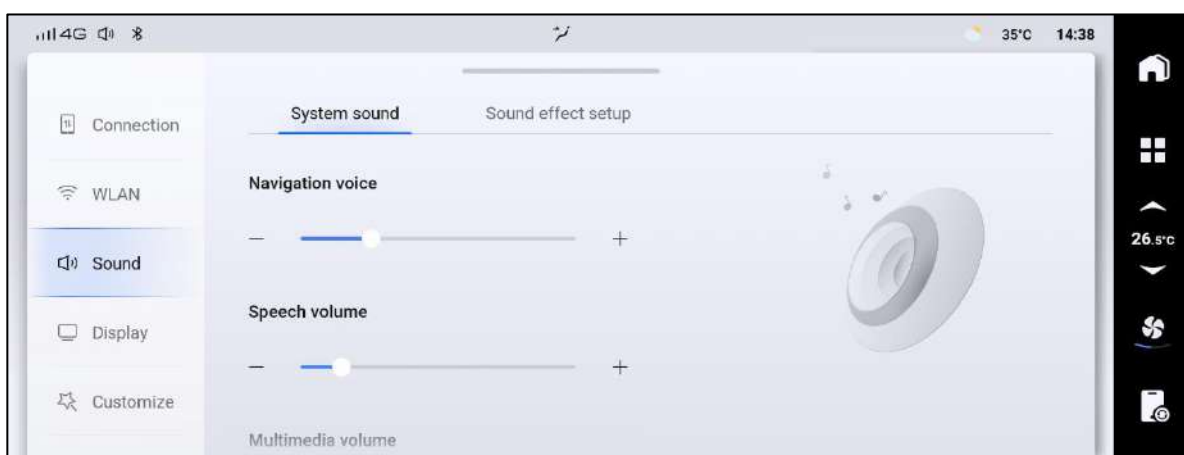 4G
35°C 14:38
Connection
WLAN
Sound
Display
Customize
System sound Sound effect setup
Navigation voice
Speech volume
Multimedia volume
26.5°C